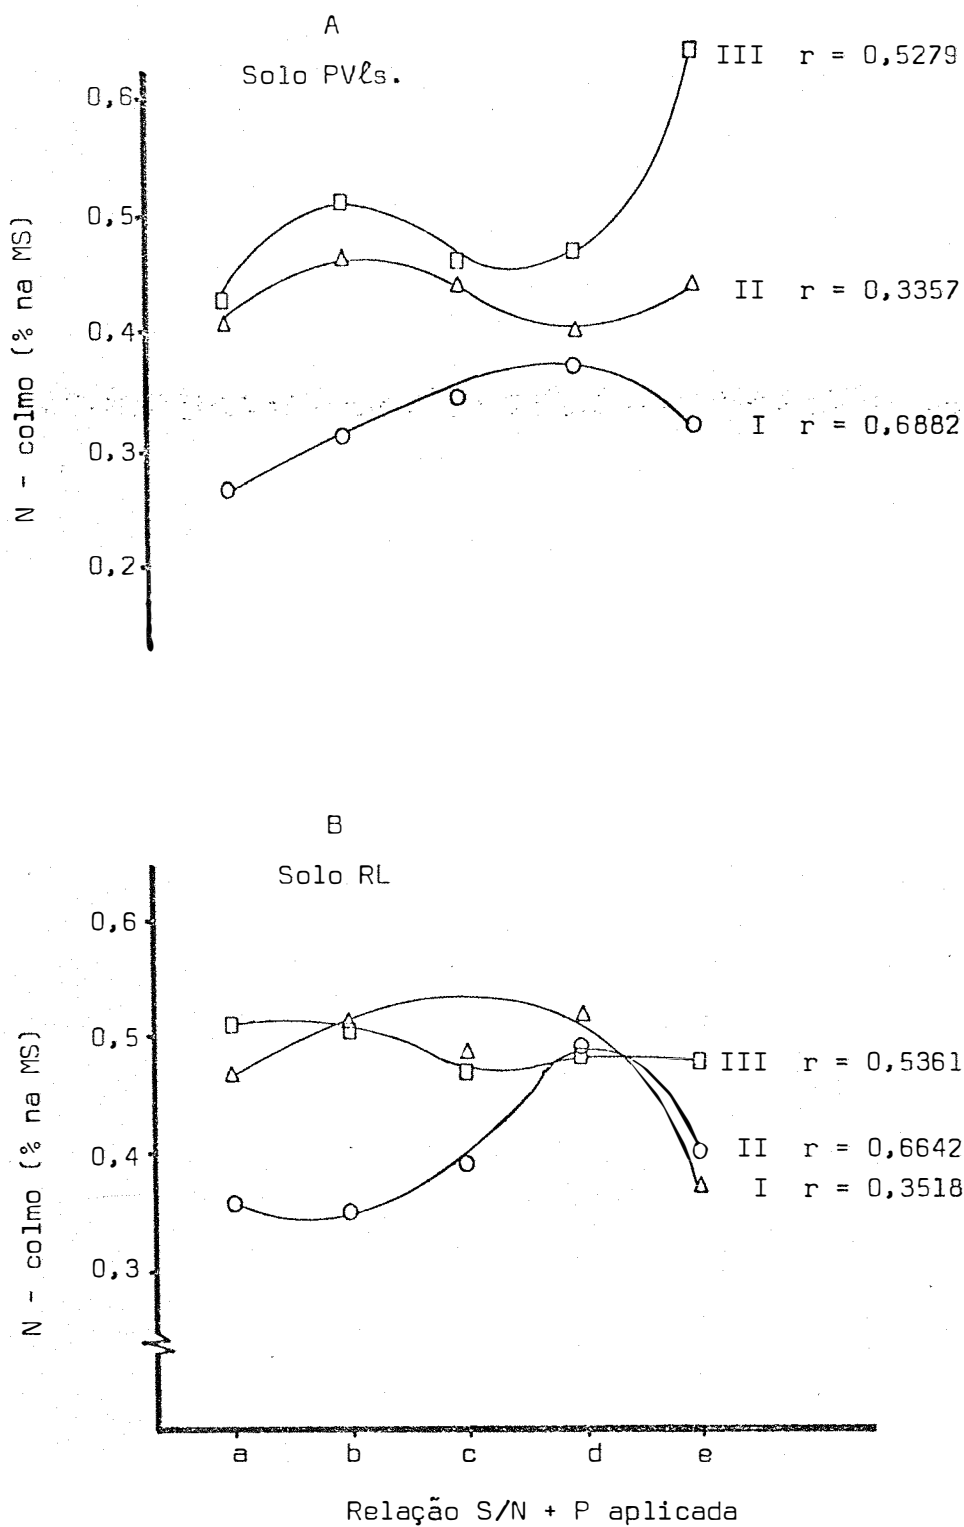 A
Solo PVℓs.
N - colmo (% na MS)
0,6
0,5
0,4
0,3
0,2
III r = 0,5279
II r = 0,3357
I r = 0,6882
B
Solo RL
N - colmo (% na MS)
0,6
0,5
0,4
0,3
III r = 0,5361
II r = 0,6642
I r = 0,3518
a b c d e
Relação S/N + P aplicada